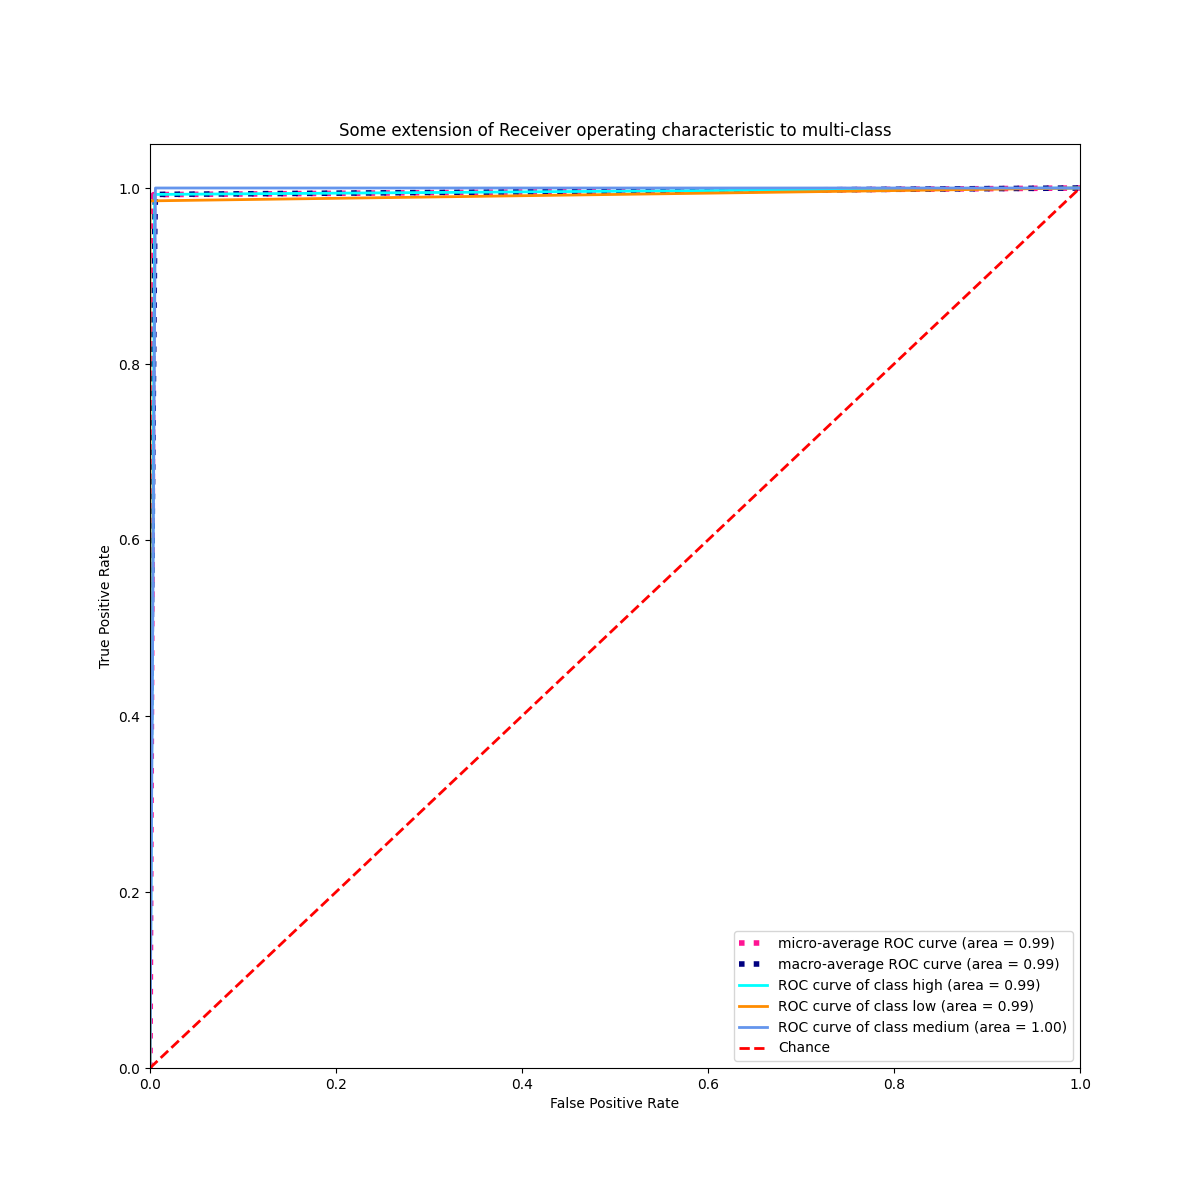 Some extension of Receiver operating characteristic to multi-class
1.0
0.8
0.6
0.4
0.2
0.0
True Positive Rate
0.0 0.2 0.4 0.6 0.8 1.0
False Positive Rate
micro-average ROC curve (area = 0.99)
macro-average ROC curve (area = 0.99)
ROC curve of class high (area = 0.99)
ROC curve of class low (area = 0.99)
ROC curve of class medium (area = 1.00)
Chance